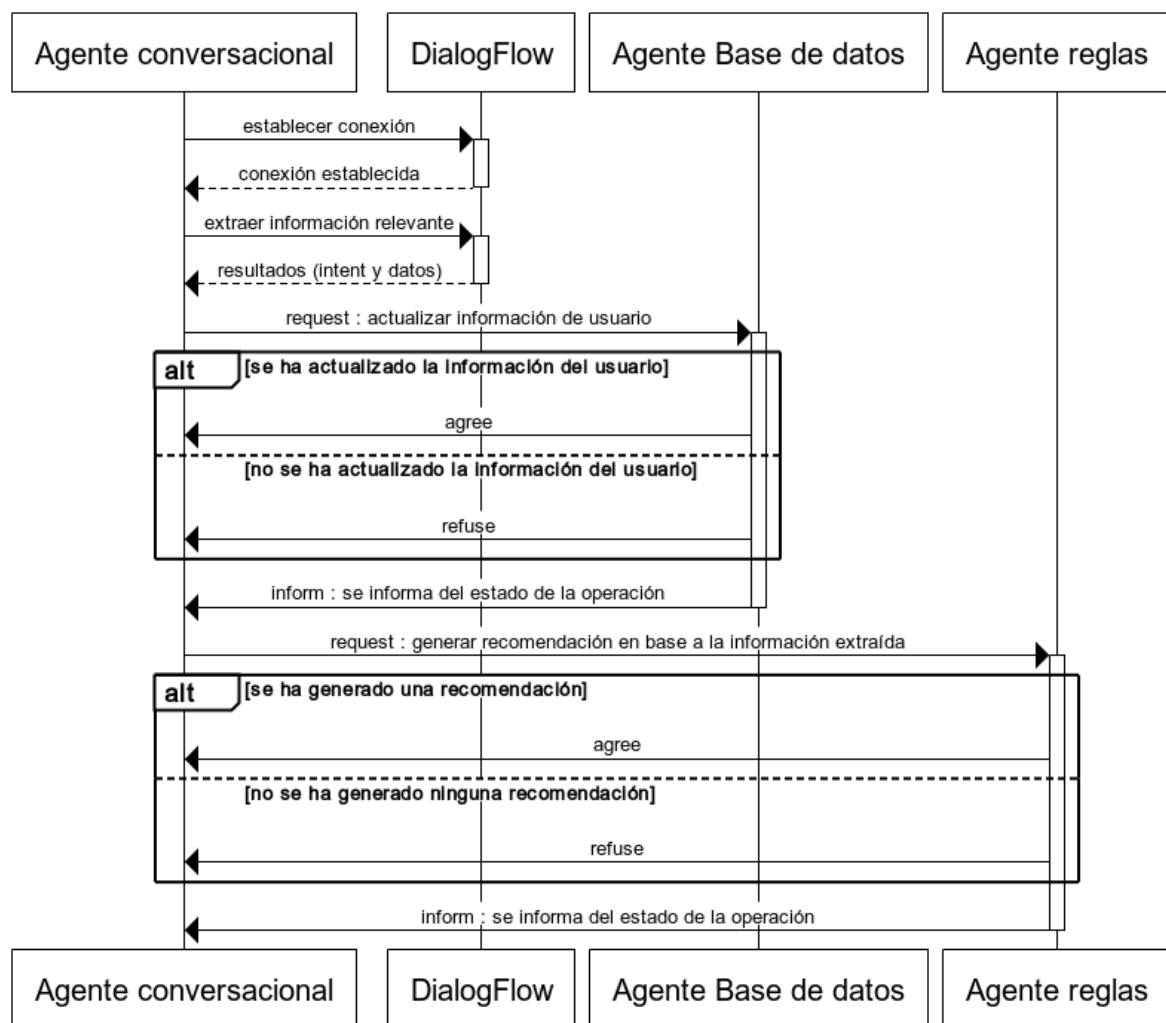 Agente conversacional
DialogFlow
Agente Base de datos
Agente reglas
establecer conexión
conexión establecida
extraer información relevante
resultados (intent y datos)
request : actualizar información de usuario
alt
[se ha actualizado la información del usuario]
agree
[no se ha actualizado la información del usuario]
refuse
inform : se informa del estado de la operación
request : generar recomendación en base a la información extraída
alt
[se ha generado una recomendación]
agree
[no se ha generado ninguna recomendación]
refuse
inform : se informa del estado de la operación
Agente conversacional
DialogFlow
Agente Base de datos
Agente reglas